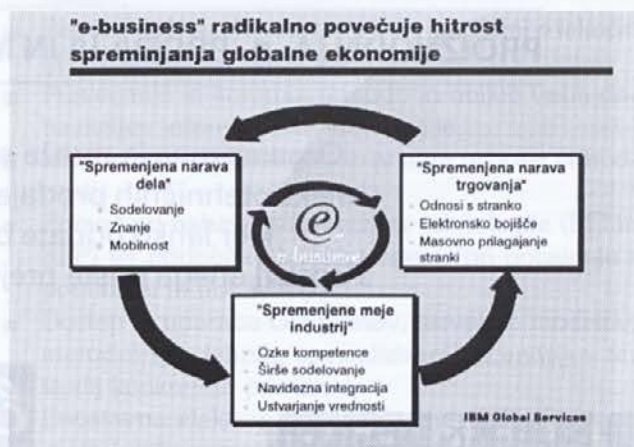 "e-business" radikalno povečuje hitrost
spreminjanja globalne ekonomije
"Spremenjena narava
dela"
Sodelovanje
Znanje
Mobilnost
"Spremenjena narava
trgovanja"
Odnosi s stranko
Elektronsko bojišče
Masovno prilagajanje
stranki
e
e-business
"Spremenjene meje
industrij"
Ozke kompetence
Širše sodelovanje
Navidezna integracija
Ustvarjanje vrednosti
IBM Global Services